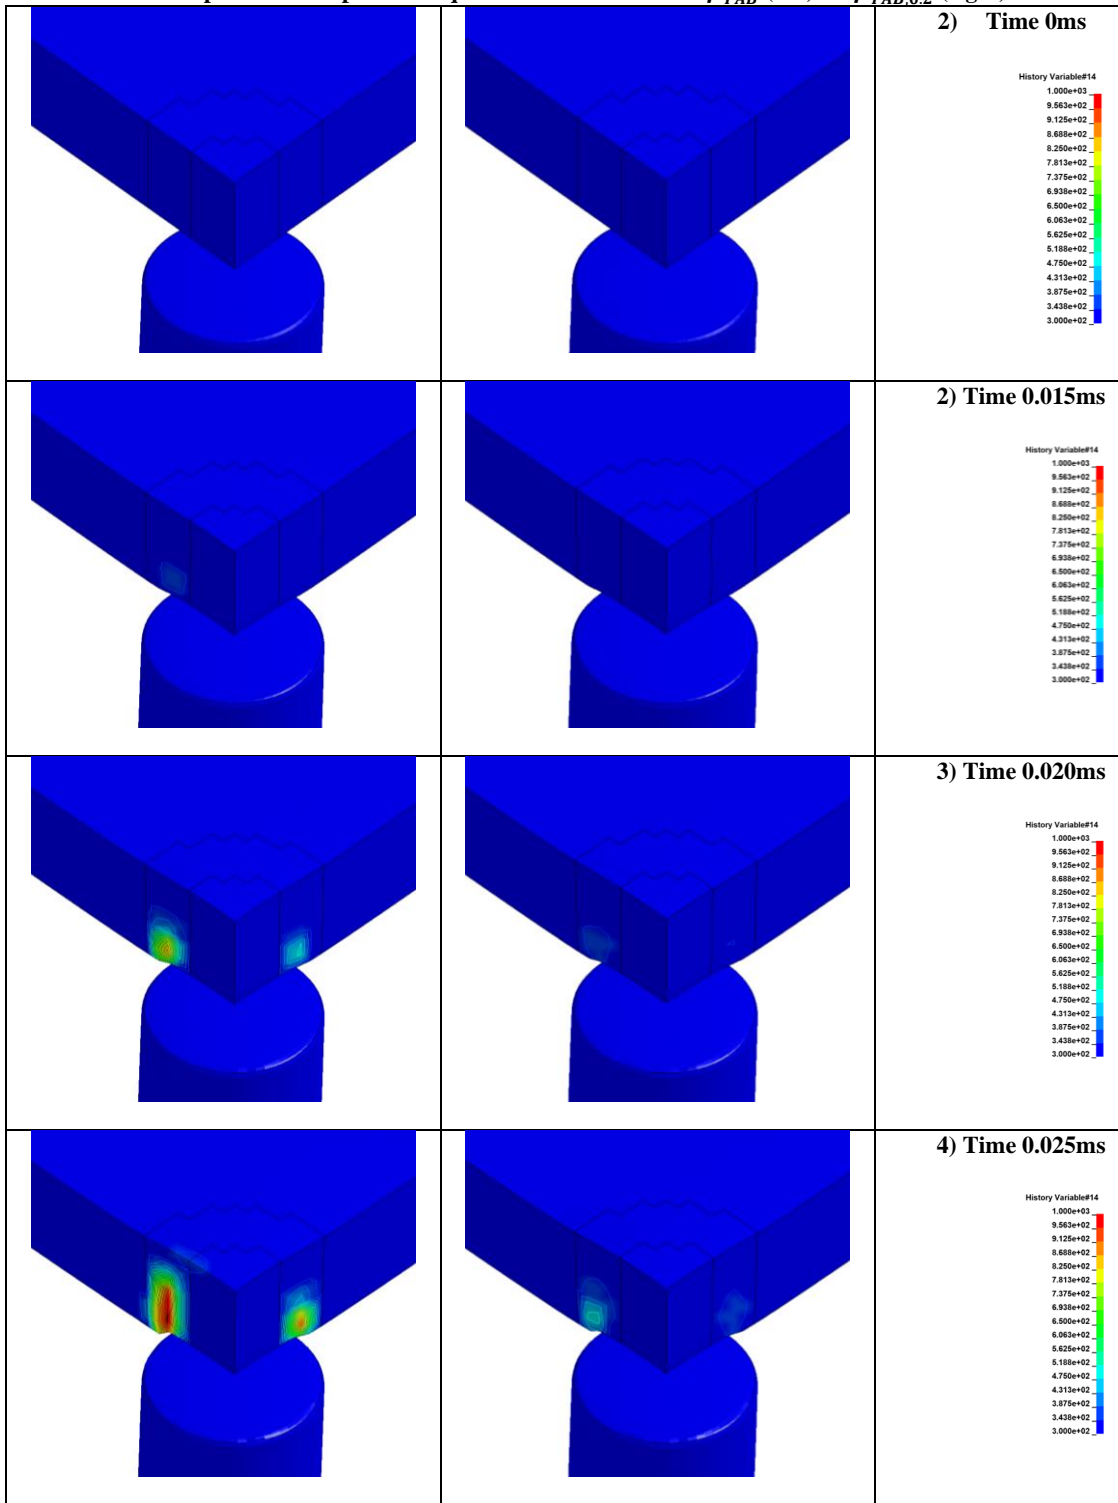 2) Time 0ms
History Variable#14
1.000e+03
9.563e+02
9.125e+02
8.688e+02
8.250e+02
7.813e+02
7.375e+02
6.938e+02
6.500e+02
6.063e+02
5.625e+02
5.188e+02
4.750e+02
4.313e+02
3.875e+02
3.438e+02
3.000e+02
2) Time 0.015ms
History Variable#14
1.000e+03
9.563e+02
9.125e+02
8.688e+02
8.250e+02
7.813e+02
7.375e+02
6.938e+02
6.500e+02
6.063e+02
5.625e+02
5.188e+02
4.750e+02
4.313e+02
3.875e+02
3.438e+02
3.000e+02
3) Time 0.020ms
History Variable#14
1.000e+03
9.563e+02
9.125e+02
8.688e+02
8.250e+02
7.813e+02
7.375e+02
6.938e+02
6.500e+02
6.063e+02
5.625e+02
5.188e+02
4.750e+02
4.313e+02
3.875e+02
3.438e+02
3.000e+02
4) Time 0.025ms
History Variable#14
1.000e+03
9.563e+02
9.125e+02
8.688e+02
8.250e+02
7.813e+02
7.375e+02
6.938e+02
6.500e+02
6.063e+02
5.625e+02
5.188e+02
4.750e+02
4.313e+02
3.875e+02
3.438e+02
3.000e+02